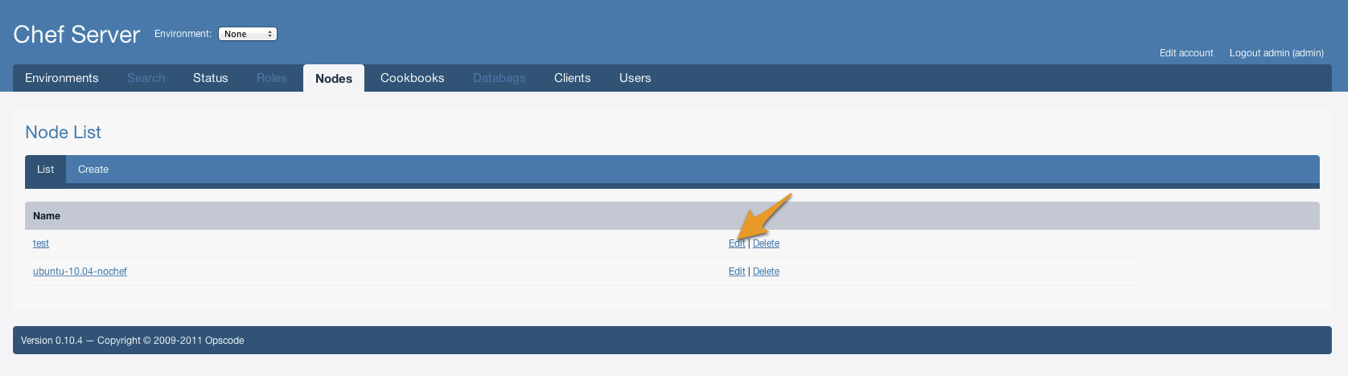 Chef Server Environment: None
Edit account Logout admin (admin)
Environments Search Status Roles Nodes Cookbooks Databags Clients Users
Node List
List Create
Name
test Edit | Delete
ubuntu-10.04-nochef Edit | Delete
Version 0.10.4 — Copyright © 2009-2011 Opscode